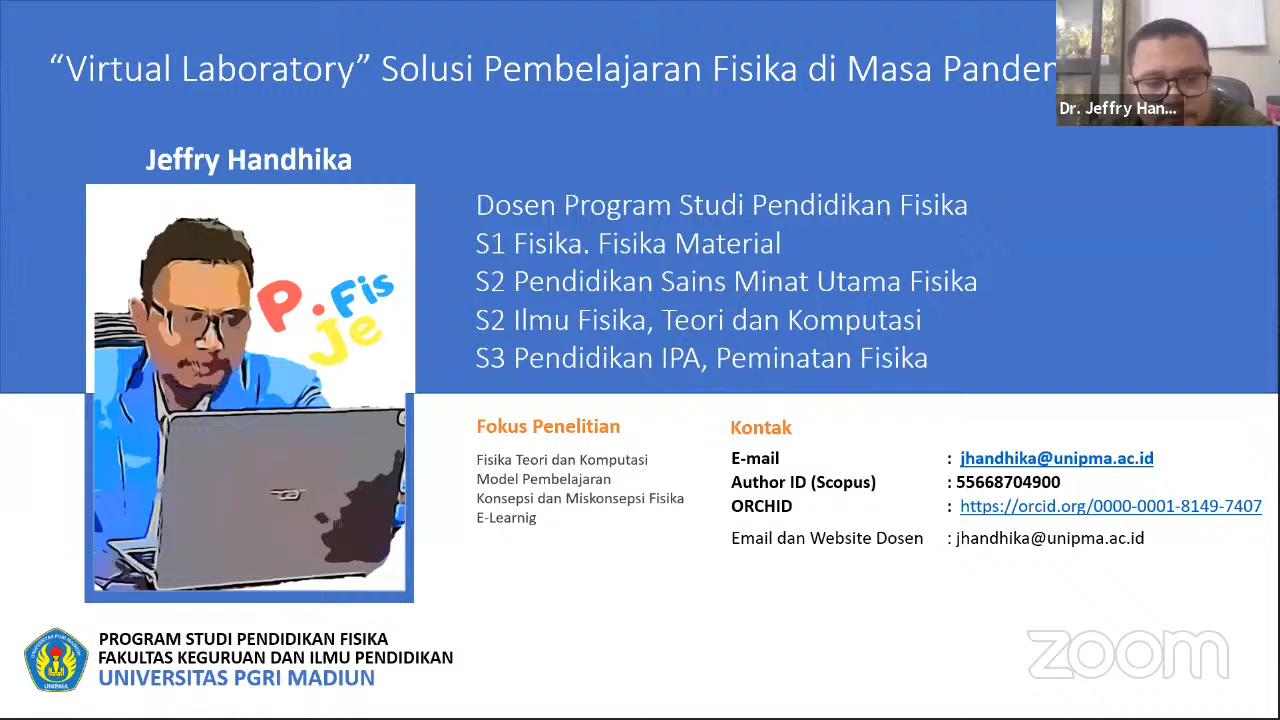 “Virtual Laboratory” Solusi Pembelajaran Fisika di Masa
Dr. Jeffry Han...
Jeffry Handhika
P. Fis
Je
Dosen Program Studi Pendidikan Fisika
S1 Fisika. Fisika Material
S2 Pendidikan Sains Minat Utama Fisika
S2 Ilmu Fisika, Teori dan Komputasi
S3 Pendidikan IPA, Peminatan Fisika
Fokus Penelitian
Fisika Teori dan Komputasi
Model Pembelajaran
Konsepsi dan Miskonsepsi Fisika
E-Learnig
Kontak
E-mail : jhandhika@unipma.ac.id
Author ID (Scopus) : 55668704900
ORCHID : https://orcid.org/0000-0001-8149-7407
Email dan Website Dosen : jhandhika@unipma.ac.id
UNIVERSITAS PGRI MADIUN
UNIPMA
PROGRAM STUDI PENDIDIKAN FISIKA
FAKULTAS KEGURUAN DAN ILMU PENDIDIKAN
UNIVERSITAS PGRI MADIUN
zoom